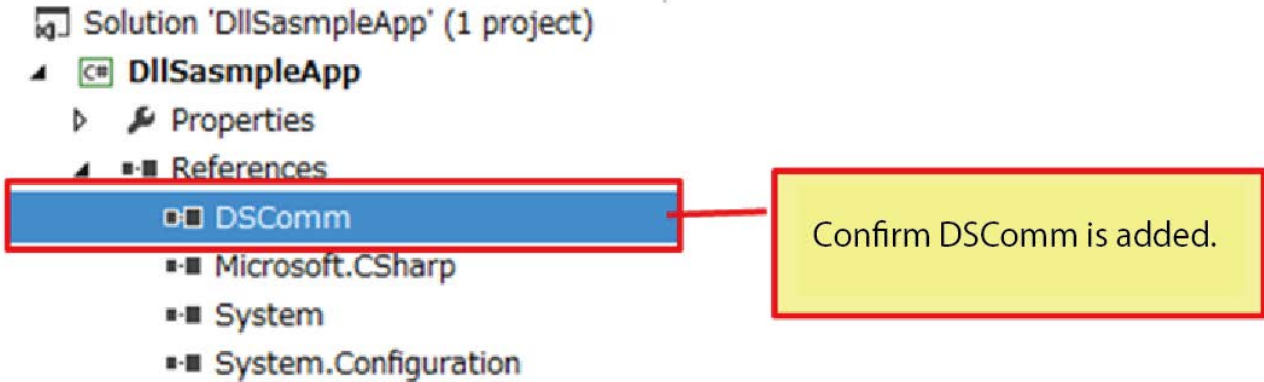 Solution 'DllSasmpleApp' (1 project)
C# DllSasmpleApp
Properties
References
DSComm
Confirm DSComm is added.
Microsoft.CSharp
System
System.Configuration